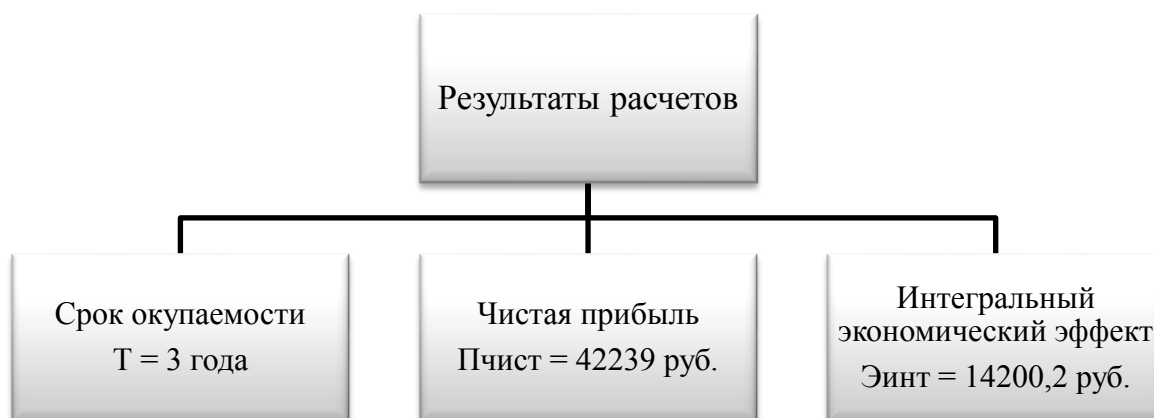 Результаты расчетов
Срок окупаемости
Т = 3 года
Чистая прибыль
Пчист = 42239 руб.
Интегральный
экономический эффект
Эинт = 14200,2 руб.